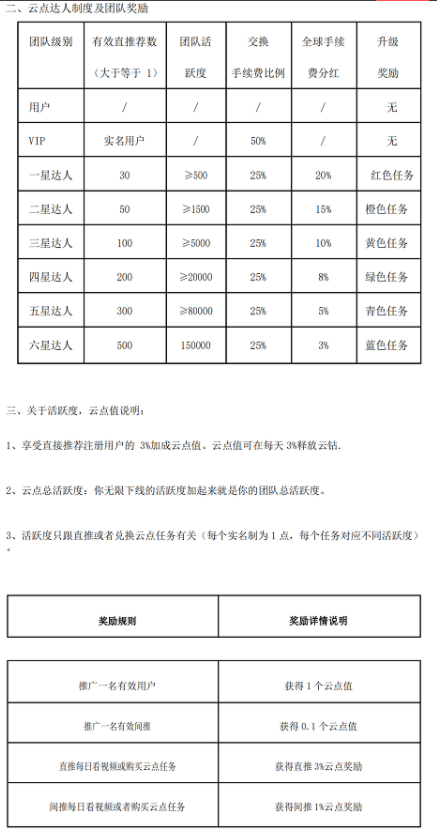 二、云点达人制度及团队奖励
团队级别 有效直推荐数（大于等于 1） 团队活跃度 交换手续费比例 全球手续费分红 升级奖励
用户 / / / / 无
VIP 实名用户 / 50% / 无
一星达人 30 ≥500 25% 20% 红色任务
二星达人 50 ≥1500 25% 15% 橙色任务
三星达人 100 ≥5000 25% 10% 黄色任务
四星达人 200 ≥20000 25% 8% 绿色任务
五星达人 300 ≥80000 25% 5% 青色任务
六星达人 500 150000 25% 3% 蓝色任务
三、关于活跃度，云点值说明：
1、享受直接推荐注册用户的 3%加成云点值。云点值可在每天 3%释放云钻.
2、云点总活跃度：你无限下线的活跃度加起来就是你的团队总活跃度。
3、活跃度只跟直推或者兑换云点任务有关（每个实名制为 1 点，每个任务对应不同活跃度）
。
奖励规则 奖励详情说明
推广一名有效用户 获得 1 个云点值
推广一名有效间推 获得 0.1 个云点值
直推每日看视频或购买云点任务 获得直推 3%云点奖励
间推每日看视频或者购买云点任务 获得间推 1%云点奖励